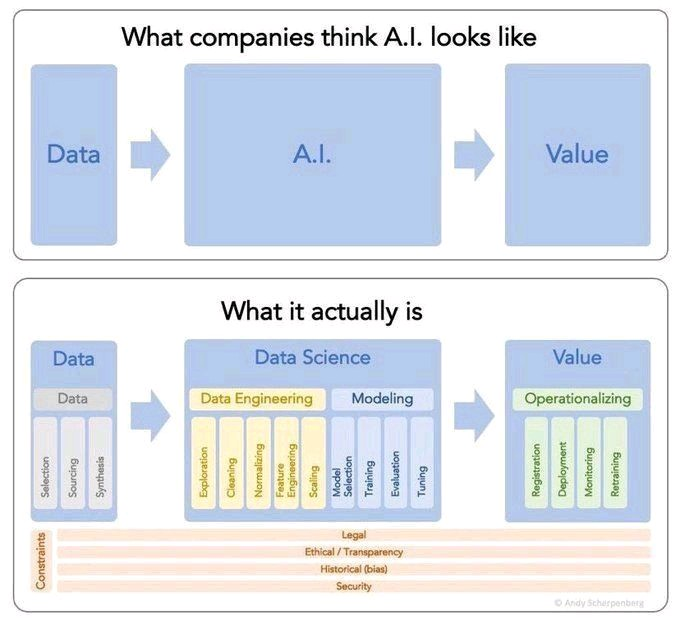 What companies think A.I. looks like
Data
A.I.
Value
What it actually is
Data
Data
Selection
Sourcing
Synthesis
Data Science
Data Engineering
Exploration
Cleaning
Normalizing
Feature
Engineering
Scaling
Modeling
Model
Selection
Training
Evaluation
Tuning
Value
Operationalizing
Registration
Deployment
Monitoring
Retraining
Constraints
Legal
Ethical / Transparency
Historical (bias)
Security
© Andy Scherpenberg